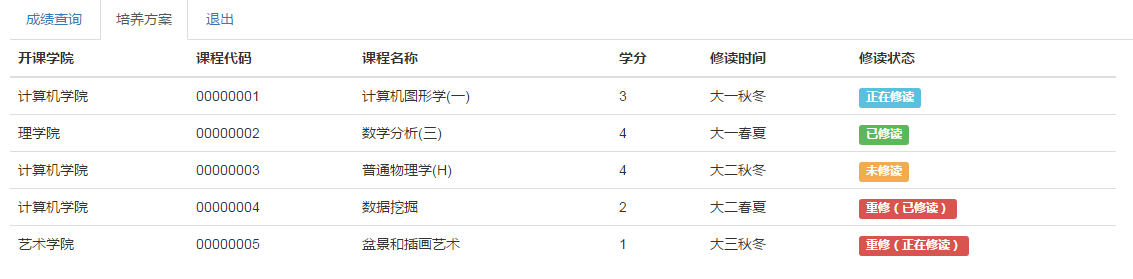 成绩查询 培养方案 退出
开课学院 课程代码 课程名称 学分 修读时间 修读状态
计算机学院 00000001 计算机图形学(一) 3 大一秋冬 正在修读
理学院 00000002 数学分析(三) 4 大一春夏 已修读
计算机学院 00000003 普通物理学(H) 4 大二秋冬 未修读
计算机学院 00000004 数据挖掘 2 大二春夏 重修（已修读）
艺术学院 00000005 盆景和插画艺术 1 大三秋冬 重修（正在修读）